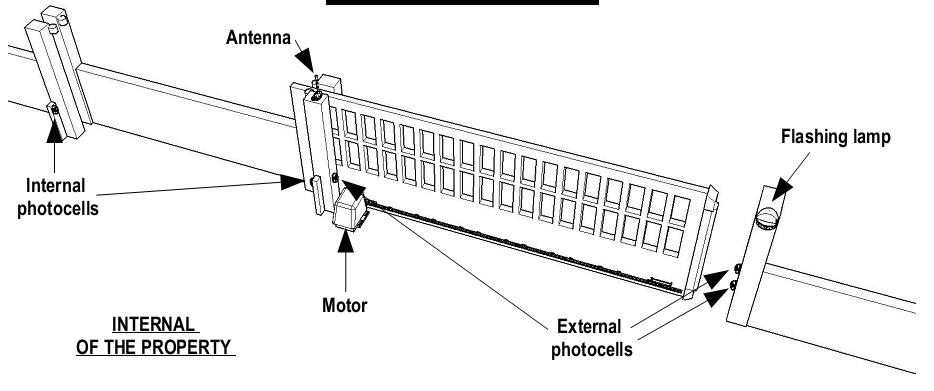 Antenna
Flashing lamp
Internal
photocells
Motor
INTERNAL
OF THE PROPERTY
External
photocells